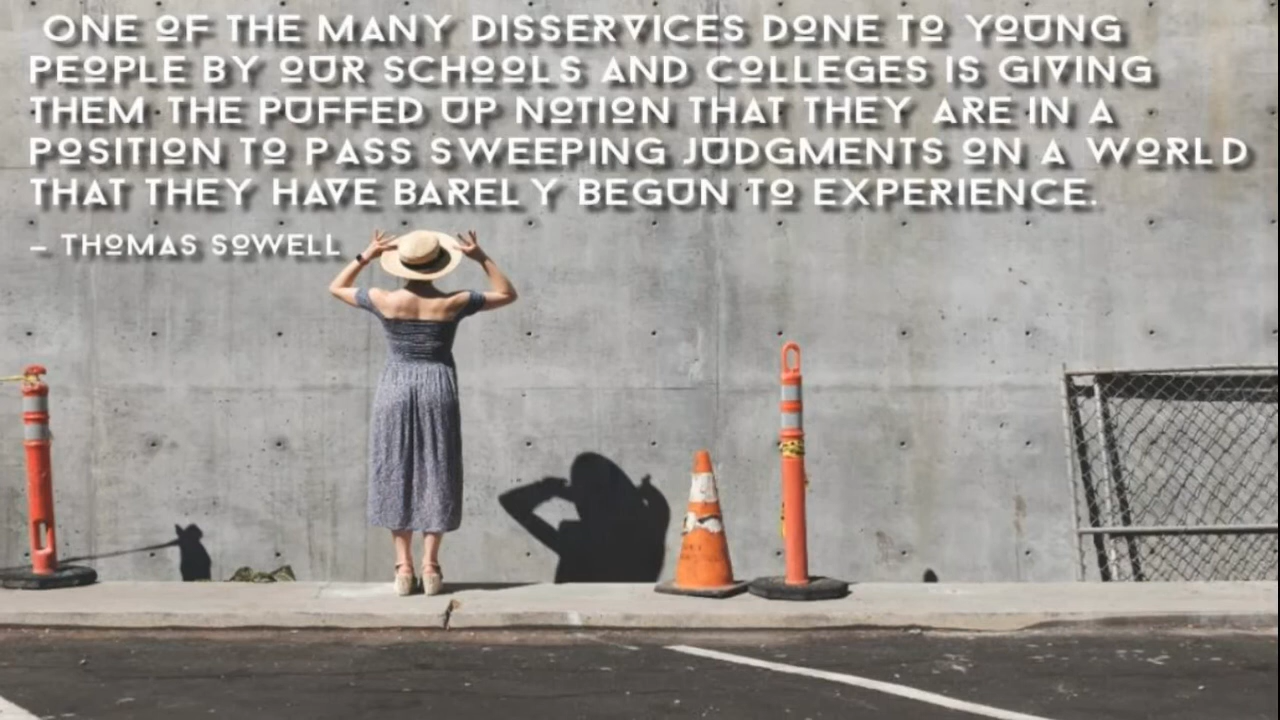 ONE OF THE MANY DISSERVICES DONE TO YOUNG
PEOPLE BY OUR SCHOOLS AND COLLEGES IS GIVING
THEM THE PUFFED UP NOTION THAT THEY ARE IN A
POSITION TO PASS SWEEPING JUDGMENTS ON A WORLD
THAT THEY HAVE BARELY BEGUN TO EXPERIENCE.
– THOMAS SOWELL